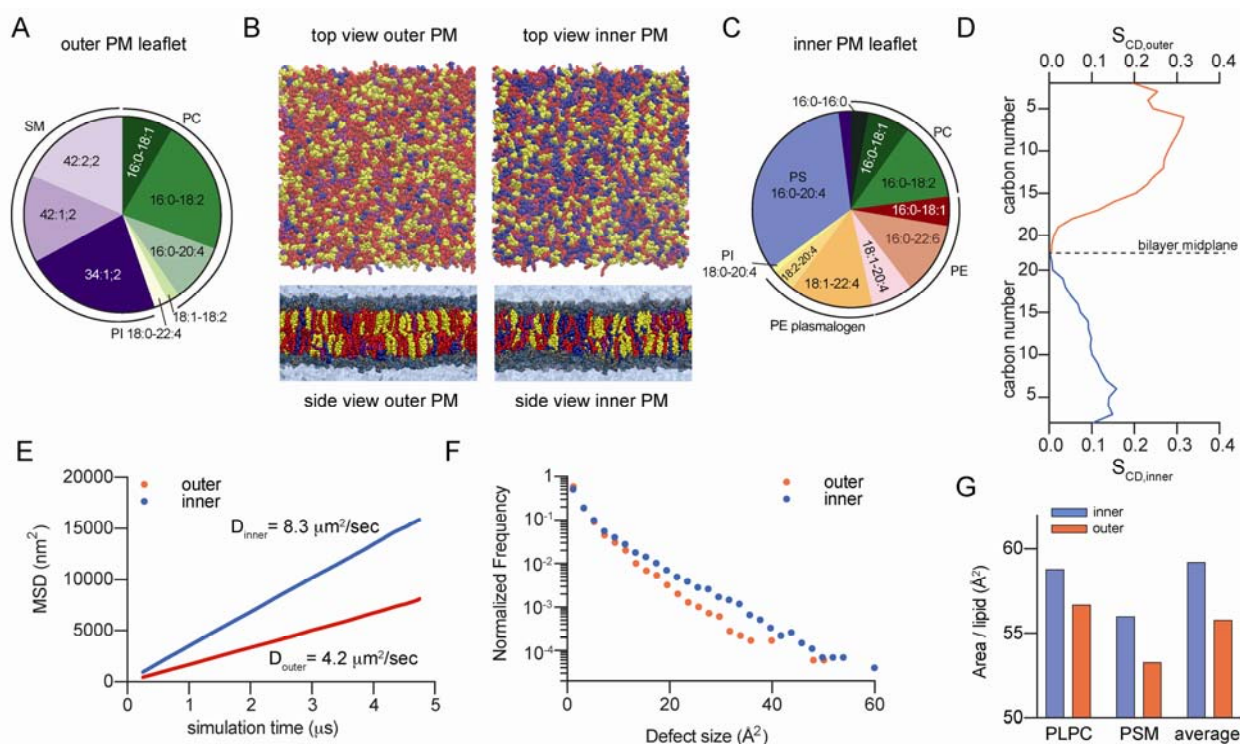 A
outer PM leaflet
SM
PC
42:2;2
16:0-18:1
16:0-18:2
42:1;2
16:0-20:4
34:1;2
18:1-18:2
PI 18:0-22:4
B
top view outer PM
top view inner PM
side view outer PM
side view inner PM
C
inner PM leaflet
16:0-16:0
16:0-18:1
PC
PS
16:0-20:4
16:0-18:2
16:0-18:1
16:0-22:6
PE
PI
18:0-20:4
18:2-20:4
18:1-22:4
18:1-20:4
PE plasmalogen
D
SCD,outer
0.0 0.1 0.2 0.3 0.4
carbon number
5
10
15
20
bilayer midplane
20
15
10
5
carbon number
0.0 0.1 0.2 0.3 0.4
SCD,inner
E
MSD (nm²)
20000
15000
10000
5000
0
outer
inner
Dinner= 8.3 μm²/sec
Douter= 4.2 μm²/sec
1 2 3 4 5
simulation time (μs)
F
Normalized Frequency
1
10⁻¹
10⁻²
10⁻³
10⁻⁴
outer
inner
0 20 40 60
Defect size (Å²)
G
inner
outer
Area / lipid (Å²)
60
55
50
PLPC PSM average